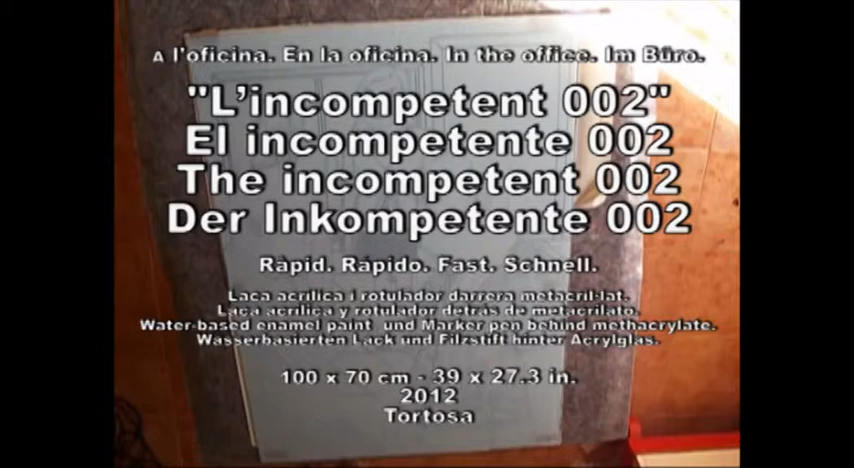 A l'oficina. En la oficina. In the office. Im Büro.
"L'incompetent 002"
El incompetente 002
The incompetent 002
Der Inkompetente 002
Ràpid. Rápido. Fast. Schnell.
Laca acrílica i retulador darrera metacril·lat.
Laca acrílica y rotulador detrás de metacrilato.
Water-based enamel paint und Marker pen behind methacrylate.
Wasserbasierten Lack und Filzstift hinter Acrylglas.
100 x 70 cm - 39 x 27.3 in.
2012
Tortosa